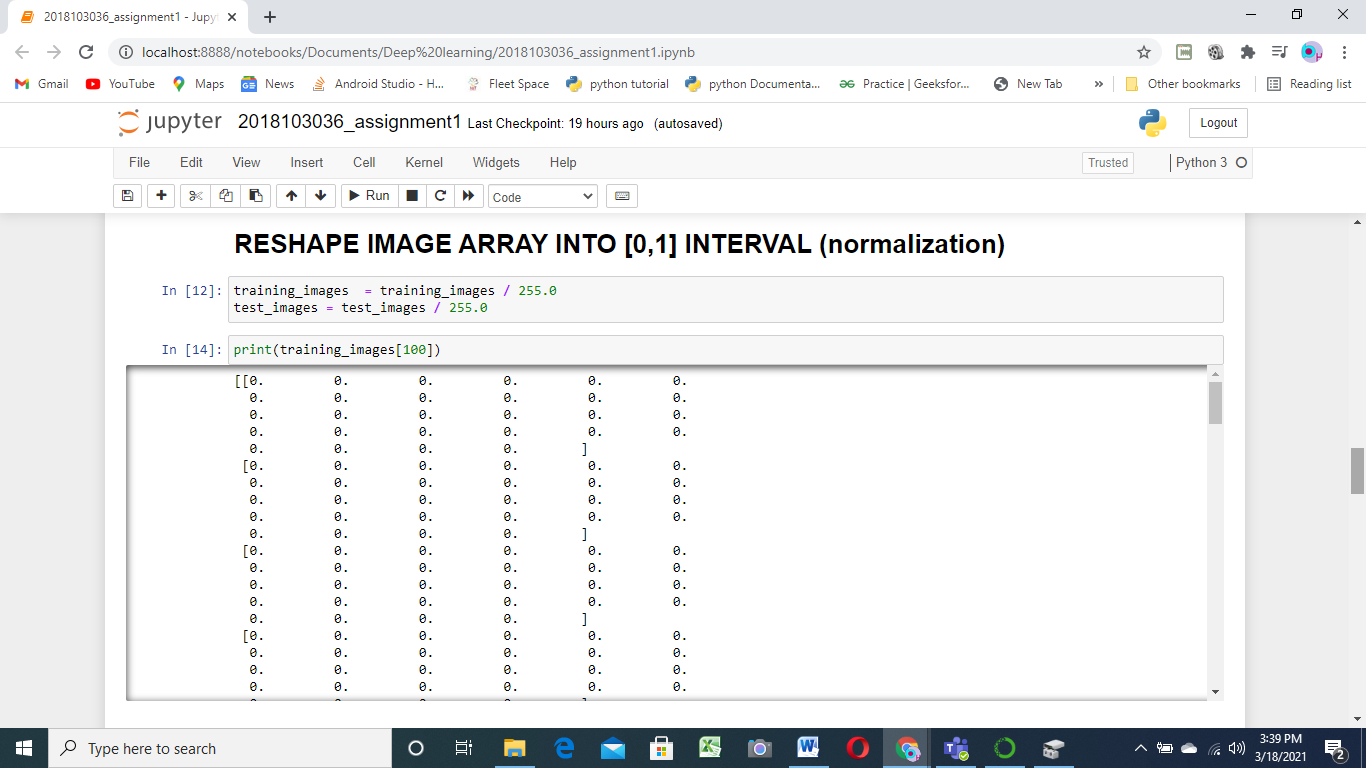 2018103036_assignment1 - Jupy
localhost:8888/notebooks/Documents/Deep%20learning/2018103036_assignment1.ipynb
Gmail YouTube Maps News Android Studio - H... Fleet Space python tutorial python Documenta... Practice | Geeksfor... New Tab » Other bookmarks Reading list
jupyter 2018103036_assignment1 Last Checkpoint: 19 hours ago (autosaved) Logout
File Edit View Insert Cell Kernel Widgets Help Trusted Python 3
Run Code
RESHAPE IMAGE ARRAY INTO [0,1] INTERVAL (normalization)
In [12]: training_images = training_images / 255.0
test_images = test_images / 255.0
In [14]: print(training_images[100])
[[0. 0. 0. 0. 0. 0.
0. 0. 0. 0. 0. 0.
0. 0. 0. 0. 0. 0.
0. 0. 0. 0. 0. 0.
0. 0. 0. 0. ]
[0. 0. 0. 0. 0. 0.
0. 0. 0. 0. 0. 0.
0. 0. 0. 0. 0. 0.
0. 0. 0. 0. 0. 0.
0. 0. 0. 0. ]
[0. 0. 0. 0. 0. 0.
0. 0. 0. 0. 0. 0.
0. 0. 0. 0. 0. 0.
0. 0. 0. 0. 0. 0.
0. 0. 0. 0. ]
[0. 0. 0. 0. 0. 0.
0. 0. 0. 0. 0. 0.
0. 0. 0. 0. 0. 0.
0. 0. 0. 0. 0. 0.
Type here to search
3:39 PM
3/18/2021
2